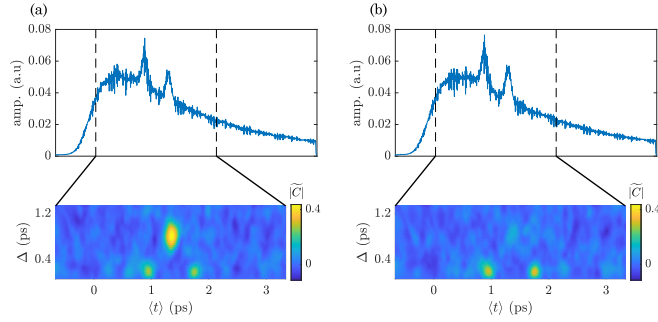 (a)
0.08
0.06
0.04
0.02
0
amp. (a.u)
-
1.2
0.4
Δ (ps)
0 1 2 3
⟨t⟩ (ps)
|C̃|
0.4
0
(b)
0.08
0.06
0.04
0.02
0
amp. (a.u)
1.2
0.4
Δ (ps)
0 1 2 3
⟨t⟩ (ps)
|C̃|
0.4
0